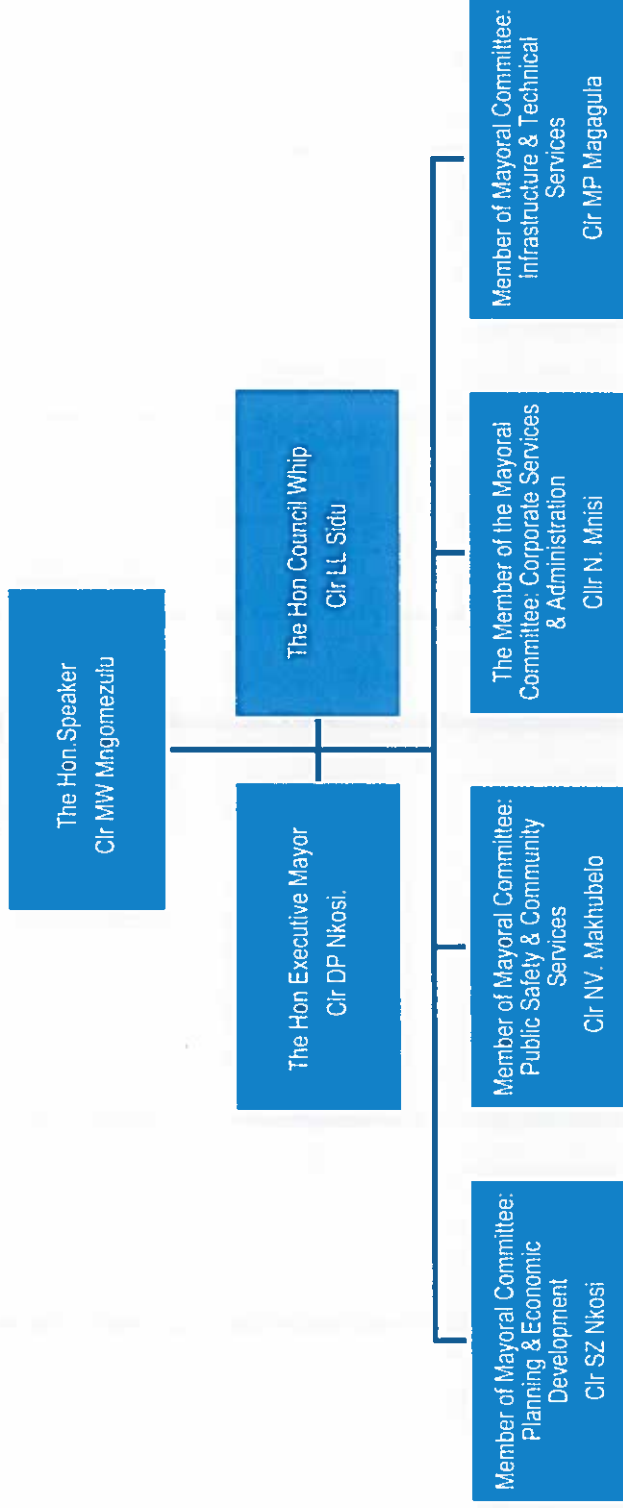 The Hon.Speaker
Clr MW Mngomezulu
The Hon Executive Mayor
Clr DP Nkosi.
The Hon Council Whip
Clr LL Sidu
Member of Mayoral Committee:
Planning & Economic
Development
Clr SZ Nkosi
Member of Mayoral Committee:
Public Safety & Community
Services
Clr NV. Makhubelo
The Member of the Mayoral
Committee: Corporate Services
& Administration
Cllr N. Mnisi
Member of Mayoral Committee:
Infrastructure & Technical
Services
Clr MP Magagula